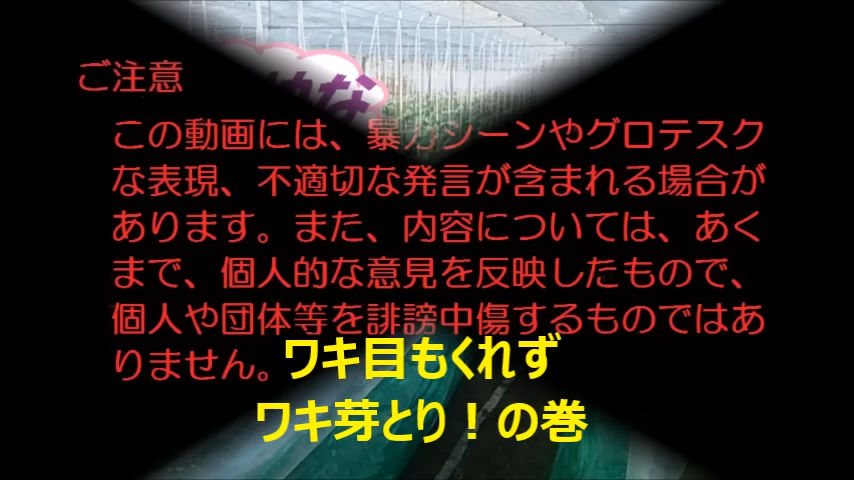 ご注意
この動画には、暴力シーンやグロテスク
な表現、不適切な発言が含まれる場合が
あります。また、内容については、あく
まで、個人的な意見を反映したもので、
個人や団体等を誹謗中傷するものではあ
りません。
ワキ目もくれず
ワキ芽とり！の巻